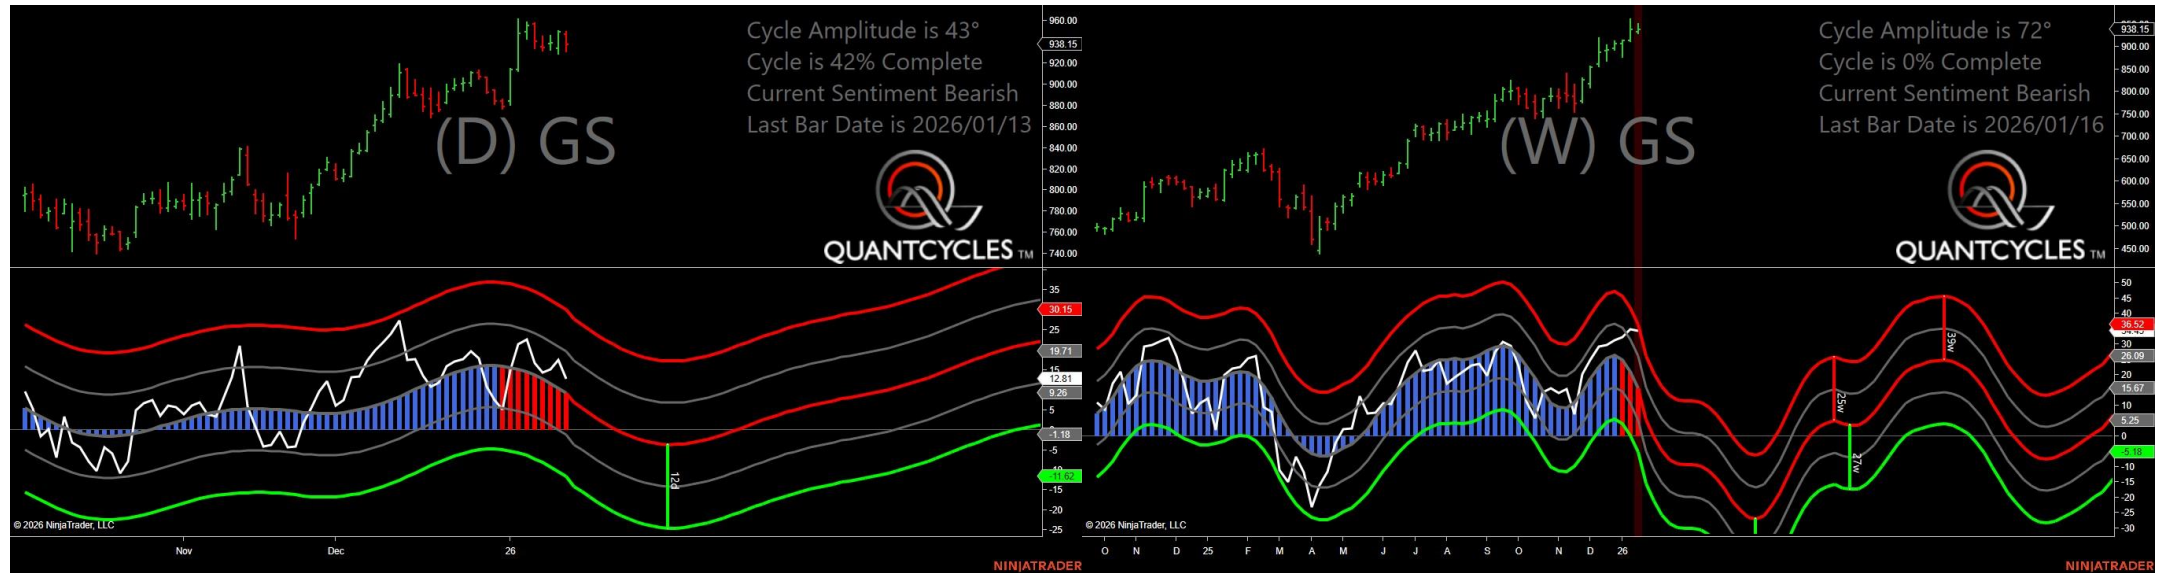 Cycle Amplitude is 43°
Cycle is 42% Complete
Current Sentiment Bearish
Last Bar Date is 2026/01/13
(D) GS
QUANTCYCLES TM
960.00
938.15
920.00
900.00
880.00
860.00
840.00
820.00
800.00
780.00
760.00
740.00
35
30.15
25
19.71
15
12.81
9.26
5
-1.18
-5
-11.62
-15
-20
-25
12d
© 2026 NinjaTrader, LLC
Nov
Dec
26
NINJATRADER
Cycle Amplitude is 72°
Cycle is 0% Complete
Current Sentiment Bearish
Last Bar Date is 2026/01/16
(W) GS
QUANTCYCLES TM
938.15
900.00
850.00
800.00
750.00
700.00
650.00
600.00
550.00
500.00
450.00
50
45
40
36.52
30
26.09
20
15.67
10
5.25
0
-5.18
-10
-15
-20
-25
-30
25w
27w
39w
© 2026 NinjaTrader, LLC
O N D 25 F M A M J J A S O N D 26
NINJATRADER